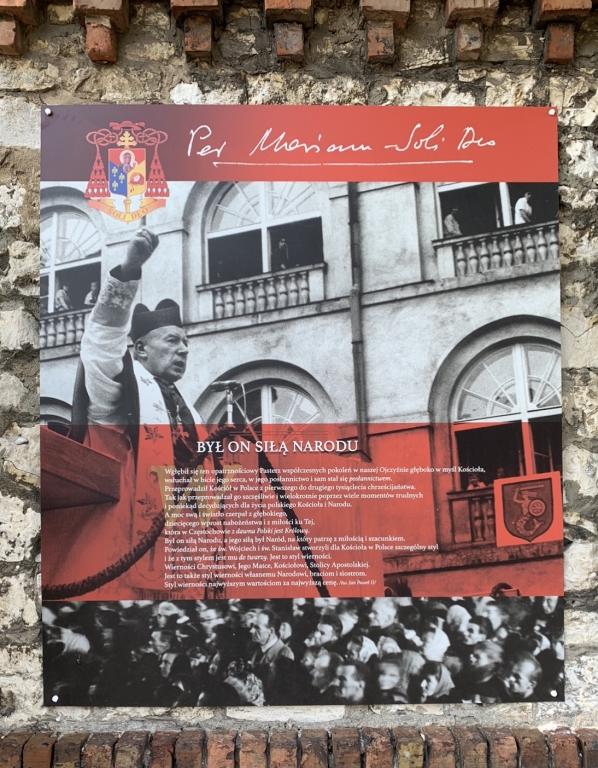 Per Mariam - Soli Deo
SOLI DEO
BYŁ ON SIŁĄ NARODU
Wgłębił się ten opatrznościowy Pasterz współczesnych pokoleń w naszej Ojczyźnie głęboko w myśl Kościoła,
wsłuchał w bicie jego serca, w jego posłannictwo i sam stał się posłannictwem.
Przeprowadził Kościół w Polsce z pierwszego do drugiego tysiąclecia chrześcijaństwa.
Tak jak przeprowadzał go szczęśliwie i wielokrotnie poprzez wiele momentów trudnych
i poniekąd decydujących dla życia polskiego Kościoła i Narodu.
A moc swą i światło czerpał z głębokiego,
dziecięcego wprost nabożeństwa i z miłości ku Tej,
która w Częstochowie z dawna Polski jest Królową.
Był on siłą Narodu, a jego siłą był Naród, na który patrzę z miłością i szacunkiem.
Powiedział on, że św. Wojciech i św. Stanisław stworzyli dla Kościoła w Polsce szczególny styl
i że z tym stylem jest mu do twarzy. Jest to styl wierności.
Wierności Chrystusowi, Jego Matce, Kościołowi, Stolicy Apostolskiej.
Jest to także styl wierności własnemu Narodowi, braciom i siostrom.
Styl wierności najwyższym wartościom za najwyższą cenę. /św. Jan Paweł II/